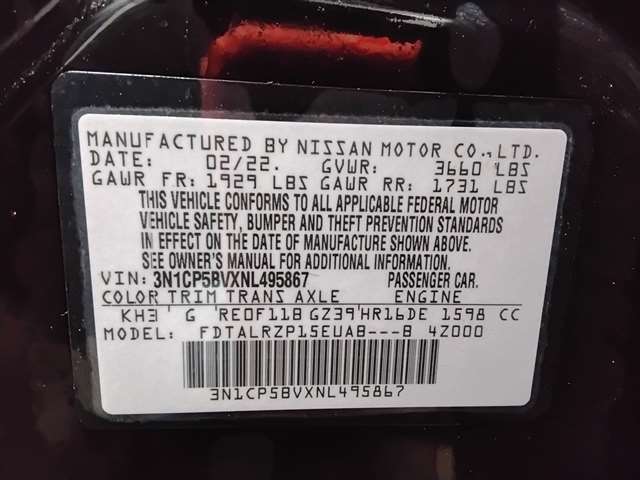 MANUFACTURED BY NISSAN MOTOR CO.,LTD.
DATE: 02/22. GVWR: 3660 LBS
GAWR FR: 1929 LBS GAWR RR: 1731 LBS
THIS VEHICLE CONFORMS TO ALL APPLICABLE FEDERAL MOTOR
VEHICLE SAFETY, BUMPER AND THEFT PREVENTION STANDARDS
IN EFFECT ON THE DATE OF MANUFACTURE SHOWN ABOVE.
SEE OWNER'S MANUAL FOR ADDITIONAL INFORMATION.
VIN: 3N1CP5BVXNL495867 PASSENGER CAR.
COLOR TRIM TRANS AXLE ENGINE
KH3 G RE0F11B GZ39 HR16DE 1598 CC
MODEL: FDTALRZP15EUA8---B 4Z000
3N1CP5BVXNL495867